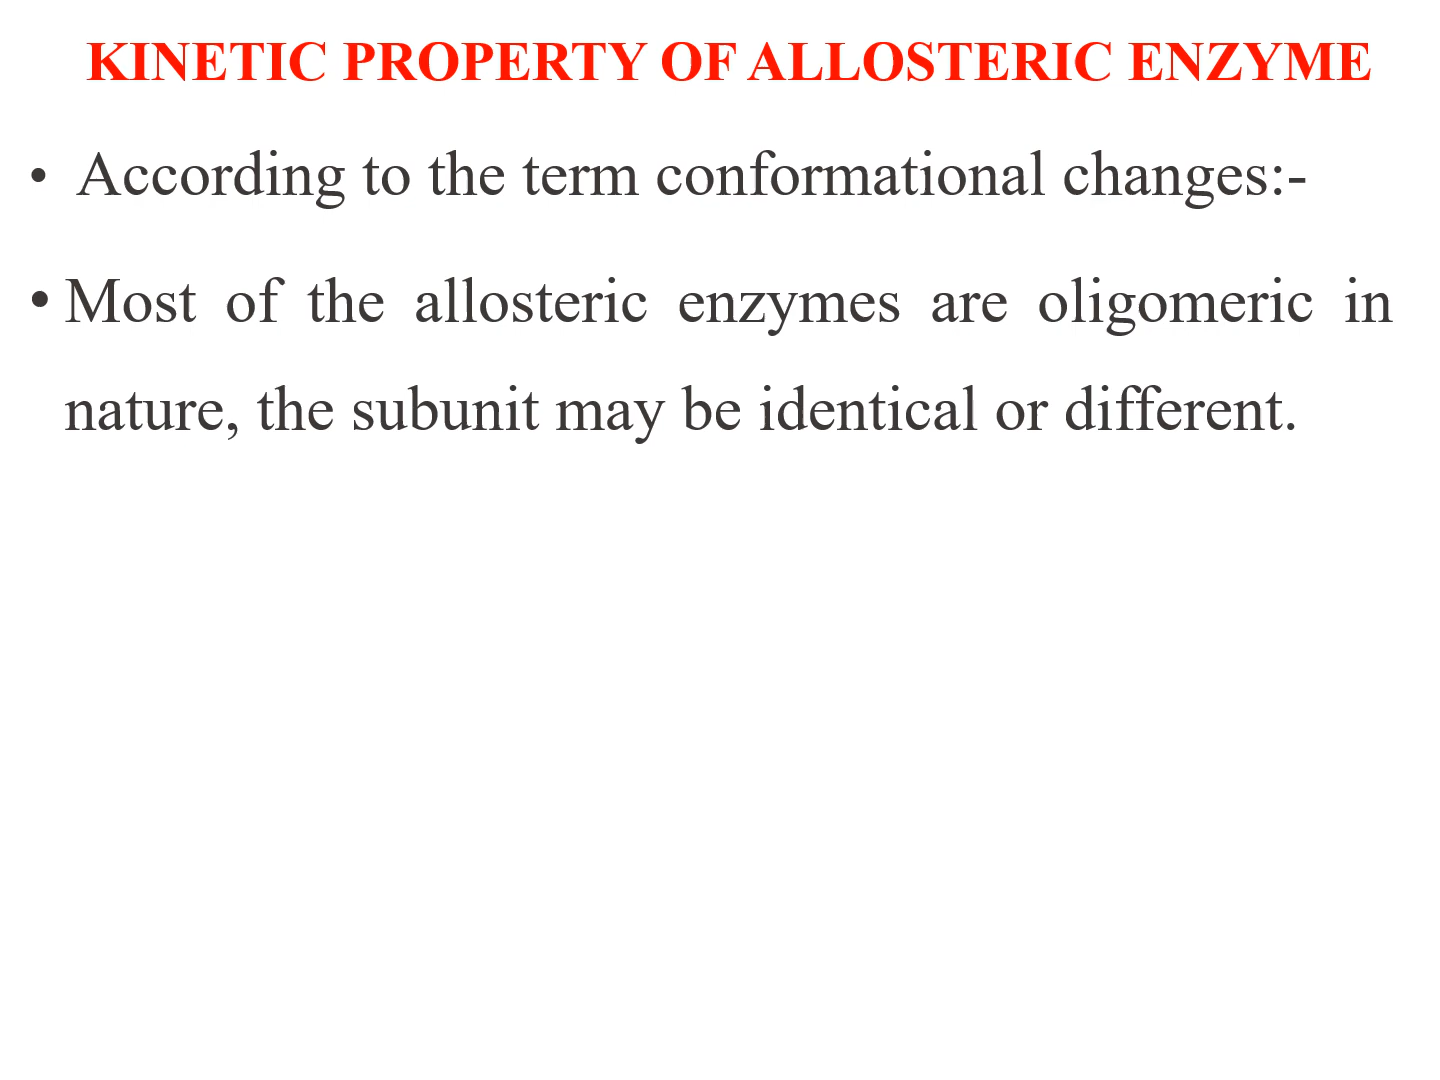 KINETIC PROPERTY OF ALLOSTERIC ENZYME
• According to the term conformational changes:-
• Most of the allosteric enzymes are oligomeric in
nature, the subunit may be identical or different.